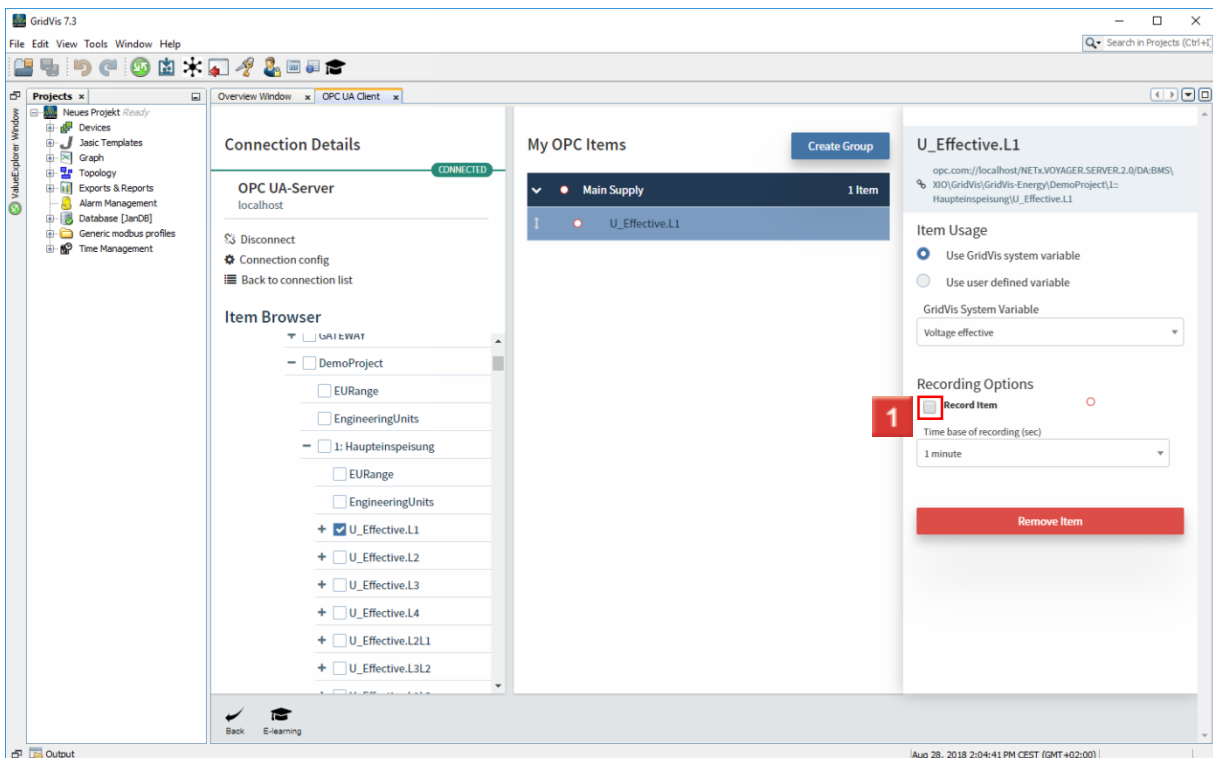 GridVis 7.3
File Edit View Tools Window Help
Search in Projects (Ctrl+I)
Projects
Overview Window
OPC UA Client
ValueExplorer Window
Neues Projekt Ready
Devices
Jasic Templates
Graph
Topology
Exports & Reports
Alarm Management
Database [JanDB]
Generic modbus profiles
Time Management
Connection Details
CONNECTED
OPC UA-Server
localhost
Disconnect
Connection config
Back to connection list
Item Browser
GATEWAY
DemoProject
EURange
EngineeringUnits
1: Haupteinspeisung
EURange
EngineeringUnits
U_Effective.L1
U_Effective.L2
U_Effective.L3
U_Effective.L4
U_Effective.L2L1
U_Effective.L3L2
My OPC Items
Create Group
Main Supply 1 Item
U_Effective.L1
U_Effective.L1
opc.com://localhost/NETx.VOYAGER.SERVER.2.0/DA:BMS\
XIO\GridVis\GridVis-Energy\DemoProject\1::
Haupteinspeisung\U_Effective.L1
Item Usage
Use GridVis system variable
Use user defined variable
GridVis System Variable
Voltage effective
Recording Options
1
Record Item
Time base of recording (sec)
1 minute
Remove Item
Back
E-learning
Output
Aug 28, 2018 2:04:41 PM CEST (GMT+02:00)